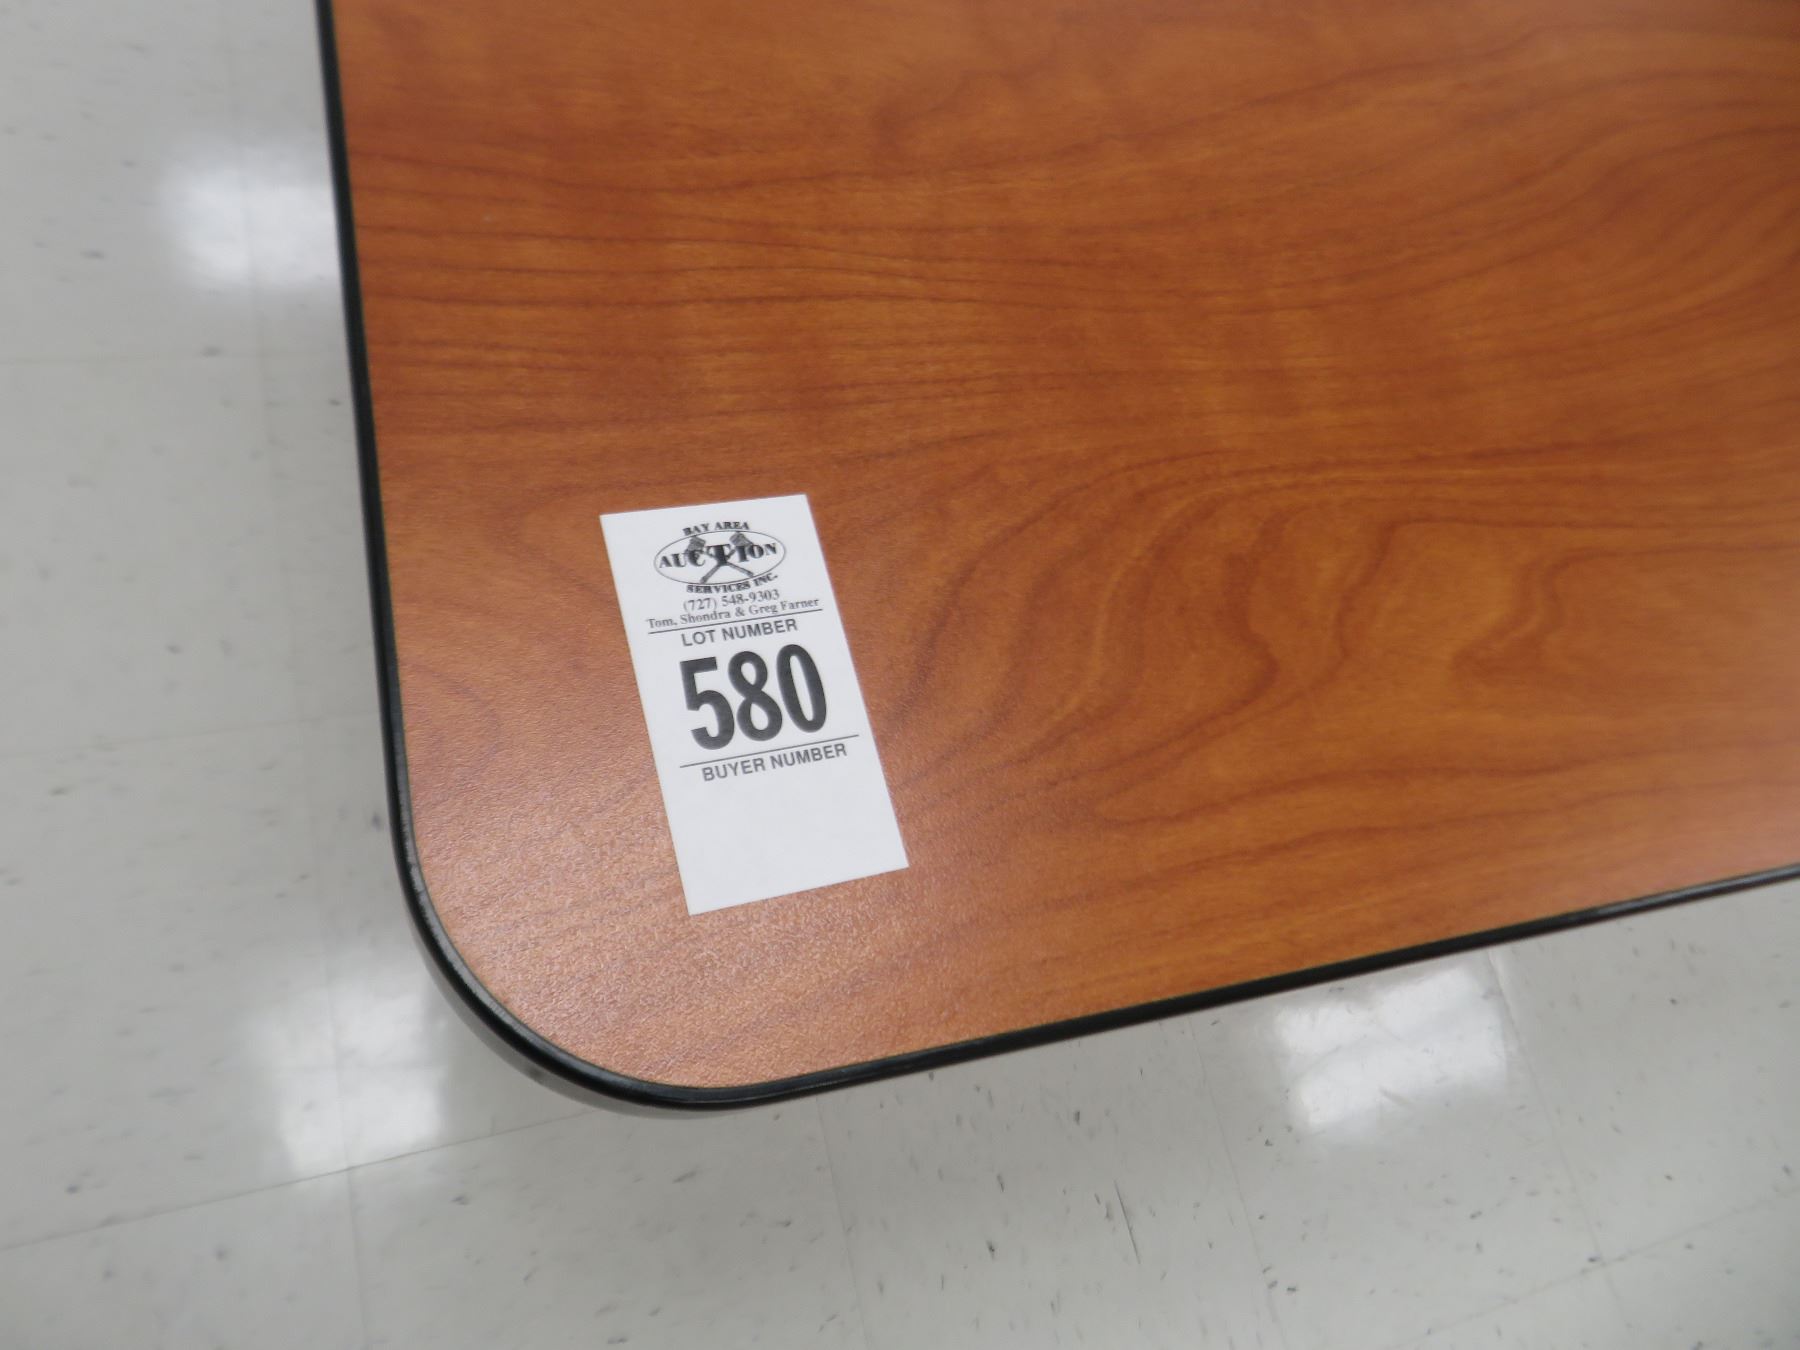 BAY AREA
AUCTION
SERVICES INC.
(727) 548-9303
Tom, Shondra & Greg Farner
LOT NUMBER
580
BUYER NUMBER